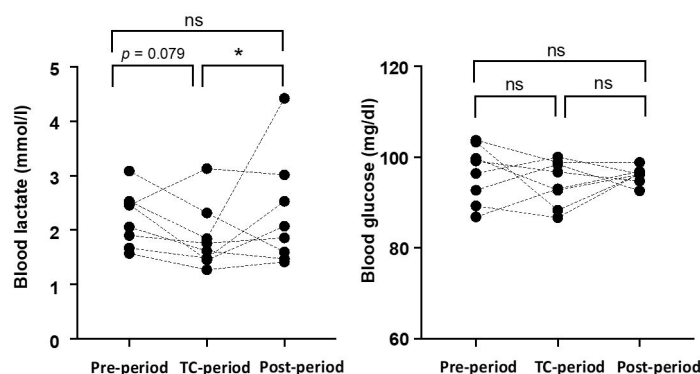 ns
p = 0.079
*
Blood lactate (mmol/l)
5
4
3
2
1
0
Pre-period TC-period Post-period
ns
ns ns
Blood glucose (mg/dl)
120
100
80
60
Pre-period TC-period Post-period